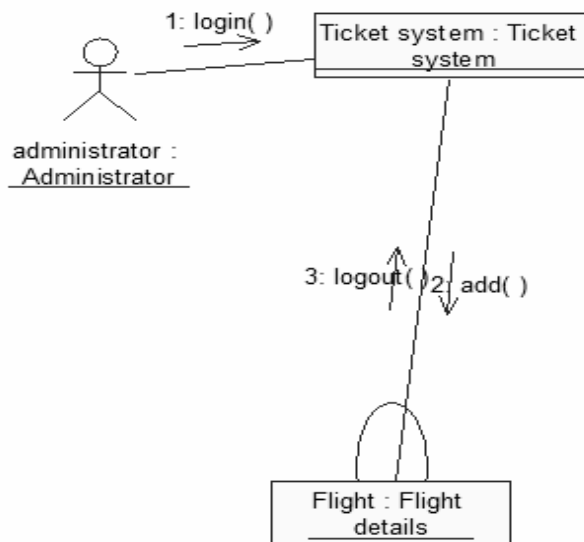 1: login( )
Ticket system : Ticket
system
administrator :
Administrator
3: logout( )
2: add( )
Flight : Flight
details